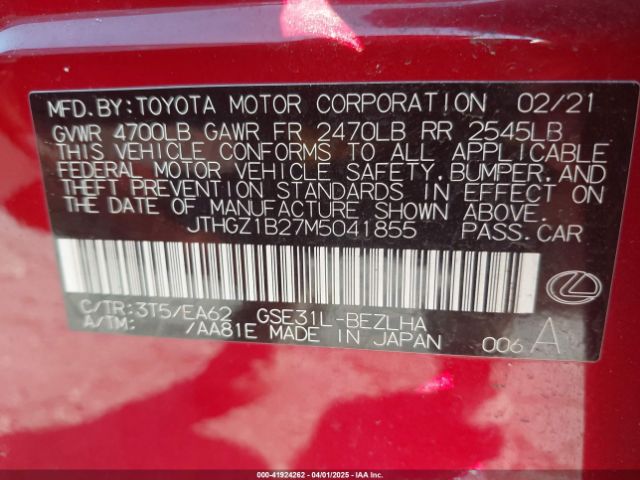 MFD.BY:TOYOTA MOTOR CORPORATION 02/21
GVWR 4700LB GAWR FR 2470LB RR 2545LB
THIS VEHICLE CONFORMS TO ALL APPLICABLE
FEDERAL MOTOR VEHICLE SAFETY,BUMPER,AND
THEFT PREVENTION STANDARDS IN EFFECT ON
THE DATE OF MANUFACTURE SHOWN ABOVE.
JTHGZ1B27M5041855 PASS.CAR
C/TR:3T5/EA62 GSE31L-BEZLHA
A/TM: /AA81E MADE IN JAPAN 006 A
000-41924262 - 04/01/2025 - IAAI.COM